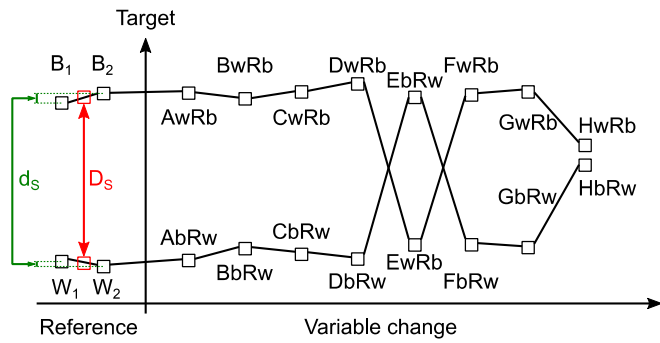 Target
B1 B2 BwRb DwRb EbRw FwRb
AwRb CwRb GwRb HwRb
dS DS
AbRw CbRw GbRw HbRw
BbRw DbRw EwRb FbRw
W1 W2
Reference Variable change